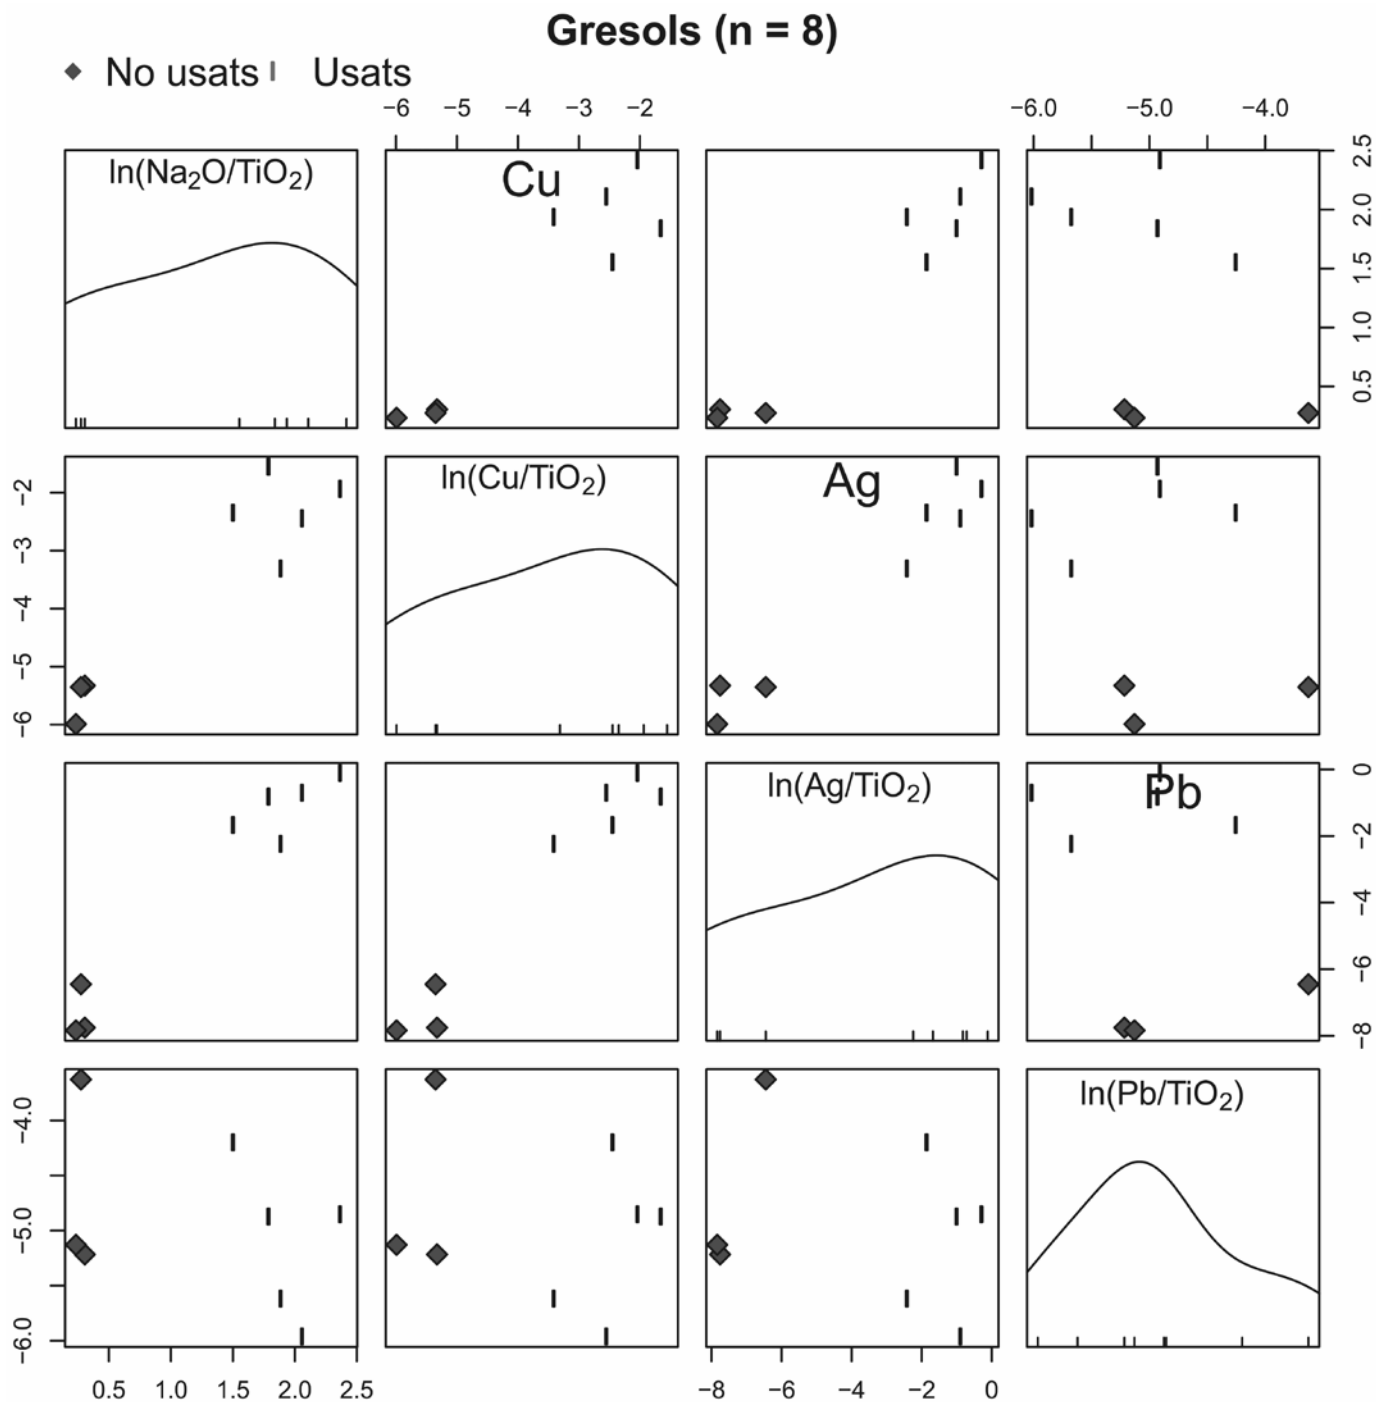 Gresols (n = 8)
No usats Usats
−6 −5 −4 −3 −2 −6.0 −5.0 −4.0
ln(Na₂O/TiO₂) Cu
2.5
2.0
1.5
1.0
0.5
ln(Cu/TiO₂) Ag
−2
−3
−4
−5
−6
ln(Ag/TiO₂) Pb
0
−2
−4
−6
−8
ln(Pb/TiO₂)
−4.0
−5.0
−6.0
0.5 1.0 1.5 2.0 2.5 −8 −6 −4 −2 0